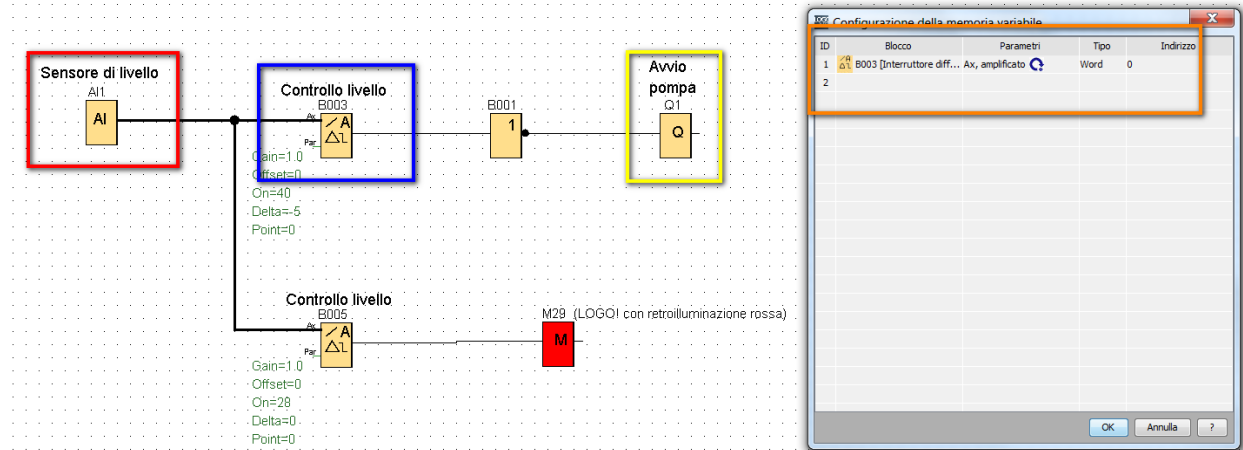 Sensore di livello
AI1
AI
Controllo livello
B003
Ax
A
Par
Gain=1.0
Offset=0
On=40
Delta=-5
Point=0
B001
1
Avvio
pompa
Q1
Q
Controllo livello
B005
Ax
A
Par
Gain=1.0
Offset=0
On=28
Delta=0
Point=0
M29 (LOGO! con retroilluminazione rossa)
M
Configurazione della memoria variabile
ID Blocco Parametri Tipo Indirizzo
1 B003 [Interruttore diff... Ax, amplificato Word 0
2
OK Annulla ?